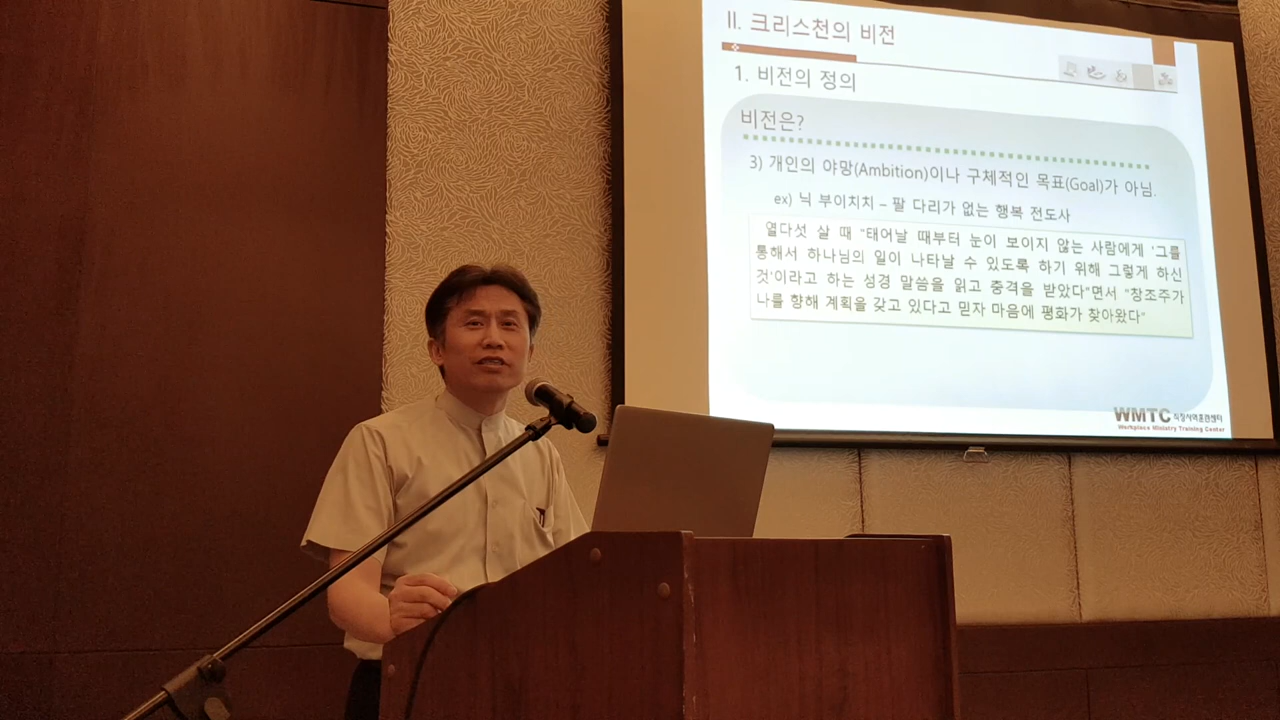 II. 크리스천의 비전
1. 비전의 정의
비전은?
3) 개인의 야망(Ambition)이나 구체적인 목표(Goal)가 아님.
ex) 닉 부이치치 – 팔 다리가 없는 행복 전도사
열다섯 살 때 "태어날 때부터 눈이 보이지 않는 사람에게 '그를
통해서 하나님의 일이 나타날 수 있도록 하기 위해 그렇게 하신
것'이라고 하는 성경 말씀을 읽고 충격을 받았다"면서 "창조주가
나를 향해 계획을 갖고 있다고 믿자 마음에 평화가 찾아왔다"
WMTC 직장사역훈련센터
Workplace Ministry Training Center